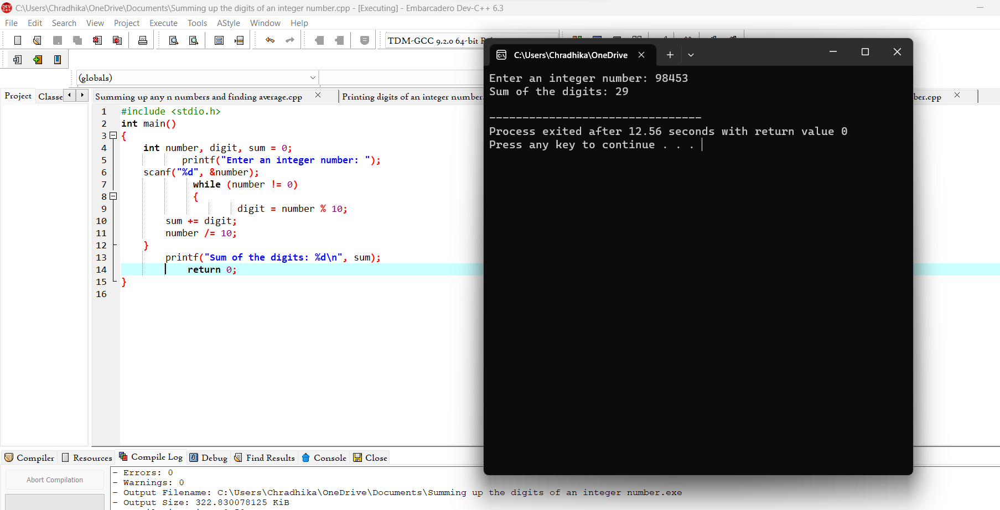 C:\Users\Chradhika\OneDrive\Documents\Summing up the digits of an integer number.cpp - [Executing] - Embarcadero Dev-C++ 6.3
File Edit Search View Project Execute Tools AStyle Window Help
TDM-GCC 9.2.0 64-bit
(globals)
Project Classe
Summing up any n numbers and finding average.cpp
Printing digits of an integer number.
ber.cpp
1 #include <stdio.h>
2 int main()
3 {
4 int number, digit, sum = 0;
5 printf("Enter an integer number: ");
6 scanf("%d", &number);
7 while (number != 0)
8 {
9 digit = number % 10;
10 sum += digit;
11 number /= 10;
12 }
13 printf("Sum of the digits: %d\n", sum);
14 return 0;
15 }
16
C:\Users\Chradhika\OneDrive
Enter an integer number: 98453
Sum of the digits: 29
--------------------------------
Process exited after 12.56 seconds with return value 0
Press any key to continue . . .
Compiler Resources Compile Log Debug Find Results Console Close
Abort Compilation
- Errors: 0
- Warnings: 0
- Output Filename: C:\Users\Chradhika\OneDrive\Documents\Summing up the digits of an integer number.exe
- Output Size: 322.830078125 KiB